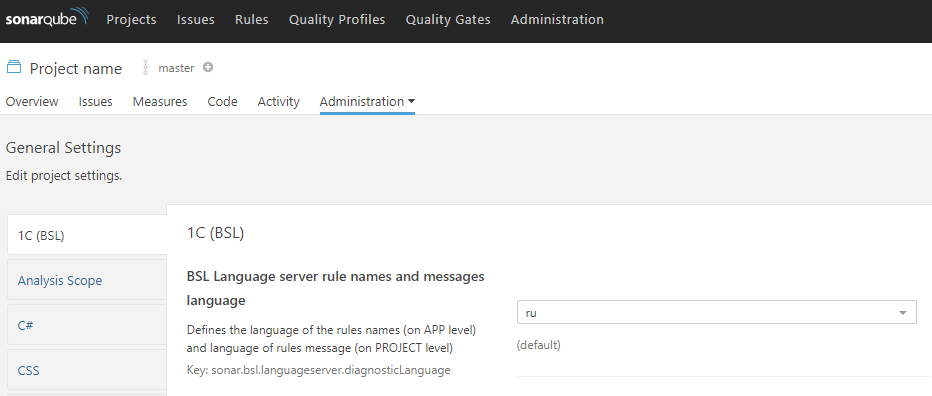 sonarqube Projects Issues Rules Quality Profiles Quality Gates Administration
Project name master
Overview Issues Measures Code Activity Administration
General Settings
Edit project settings.
1C (BSL)
Analysis Scope
C#
CSS
1C (BSL)
BSL Language server rule names and messages
language
Defines the language of the rules names (on APP level)
and language of rules message (on PROJECT level)
Key: sonar.bsl.languageserver.diagnosticLanguage
ru
(default)